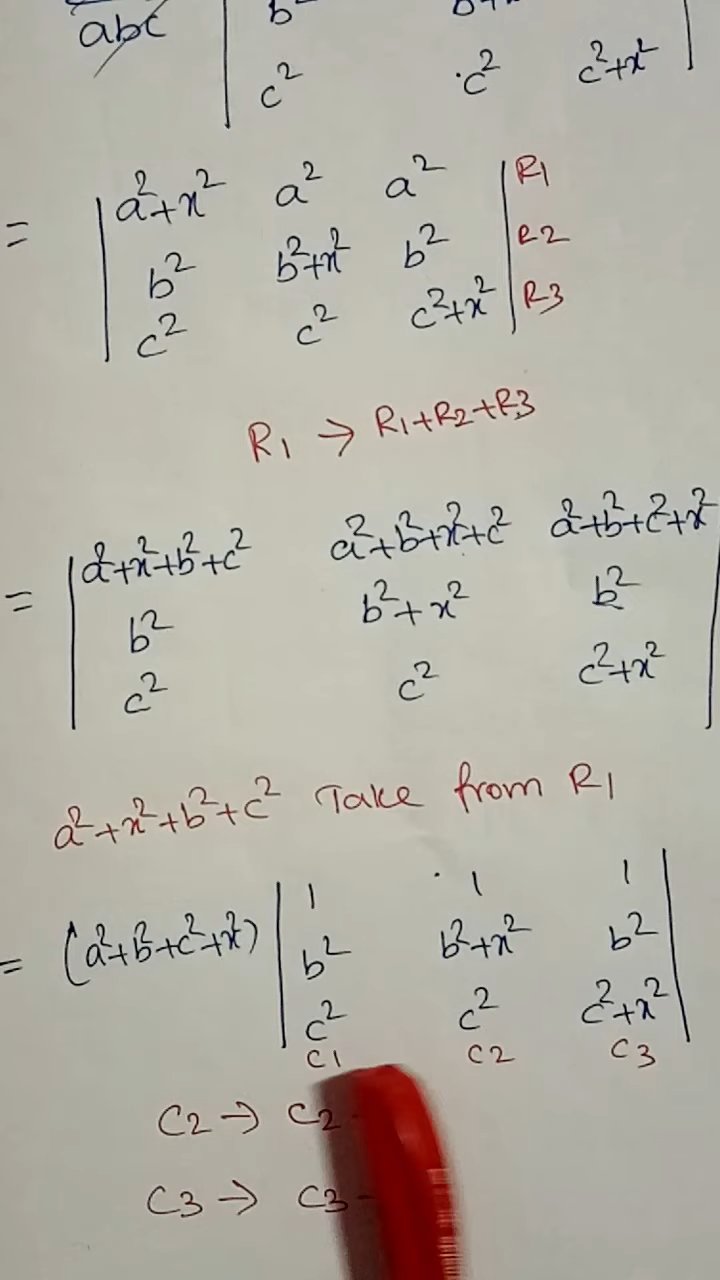 abc | b² b²+x² |
c² c² c²+x²
= | a²+x² a² a² | R1
b² b²+x² b² R2
c² c² c²+x² R3
R1 → R1+R2+R3
= | a²+x²+b²+c² a²+b²+x²+c² a²+b²+c²+x²
b² b²+x² b²
c² c² c²+x² |
a²+x²+b²+c² Take from R1
| 1 1 1 |
= (a²+b²+c²+x²) b² b²+x² b²
c² c² c²+x²
C1 C2 C3
C2 → C2-
C3 → C3-